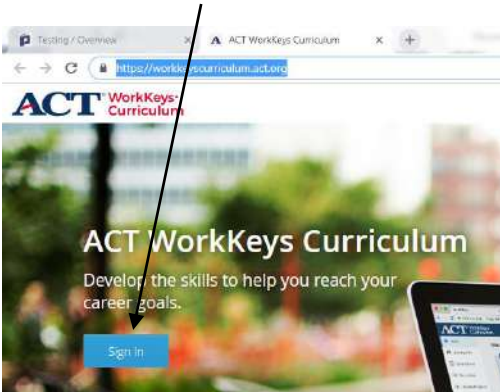 Testing / Overview
ACT WorkKeys Curriculum
https://workkeyscurriculum.act.org
ACT WorkKeys®
Curriculum
ACT WorkKeys Curriculum
Develop the skills to help you reach your
career goals.
Sign in
ACT